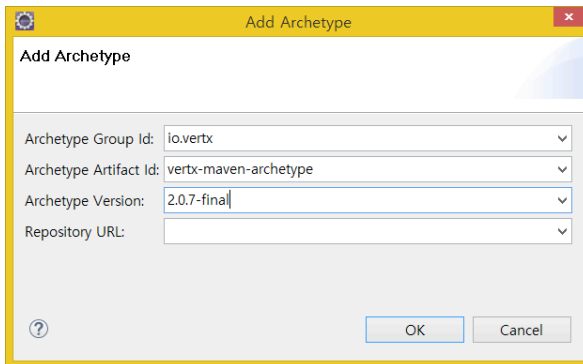 Add Archetype
Add Archetype
Archetype Group Id: io.vertx
Archetype Artifact Id: vertx-maven-archetype
Archetype Version: 2.0.7-final
Repository URL:
OK Cancel